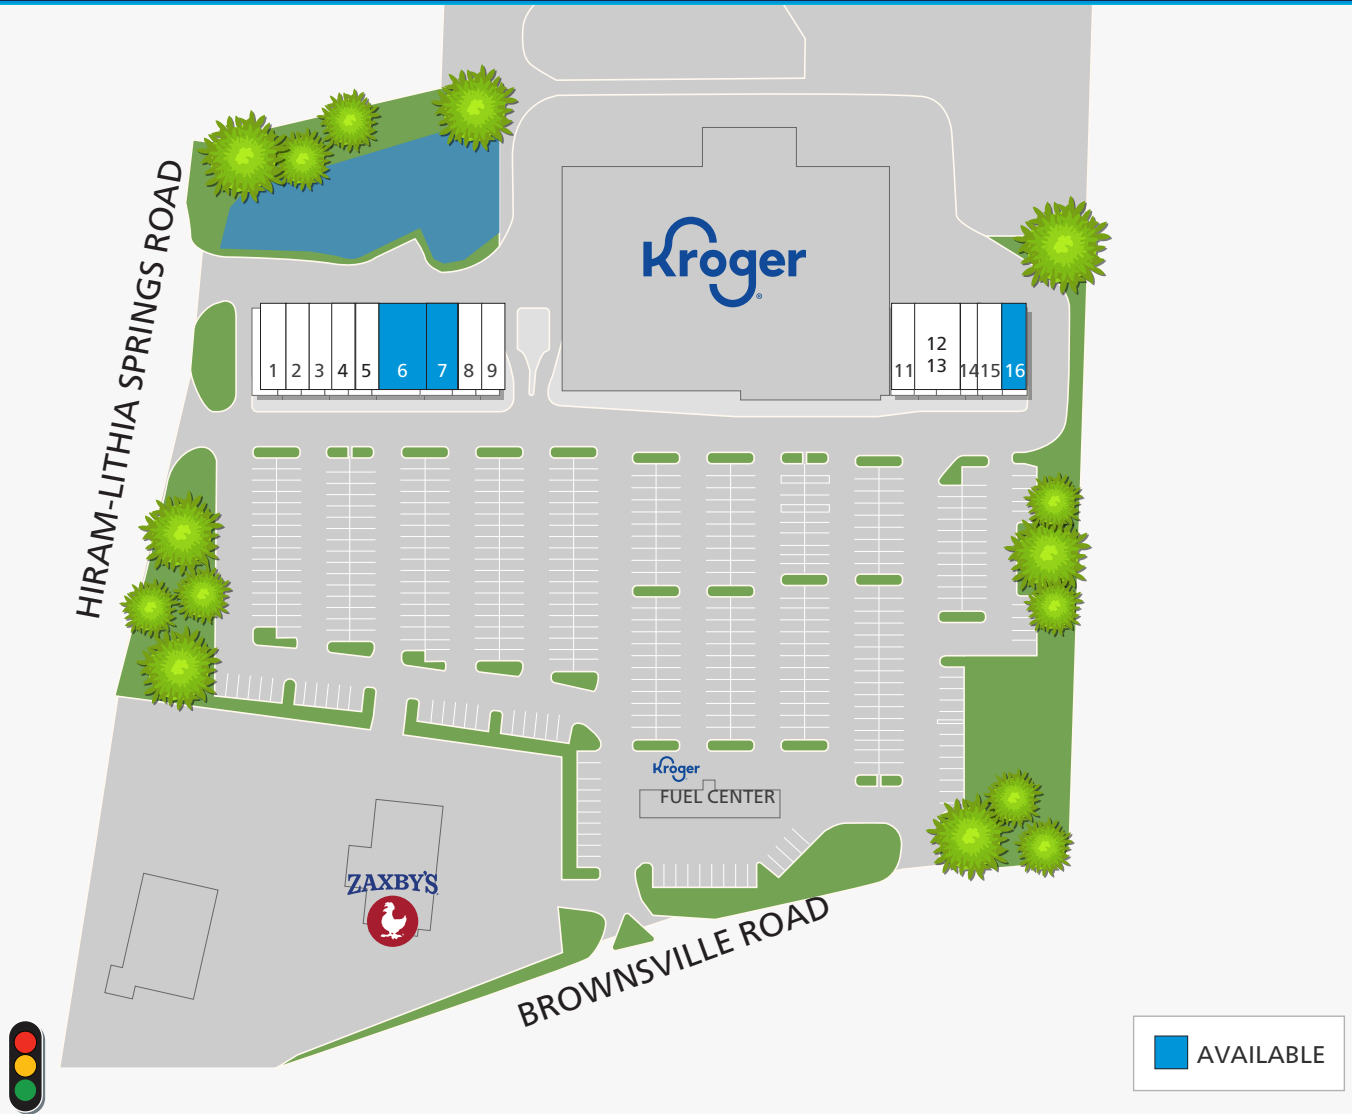 HIRAM-LITHIA SPRINGS ROAD
Kroger®
1 2 3 4 5 6 7 8 9
11 12 13 14 15 16
Kroger
FUEL CENTER
ZAXBY'S
BROWNSVILLE ROAD
AVAILABLE